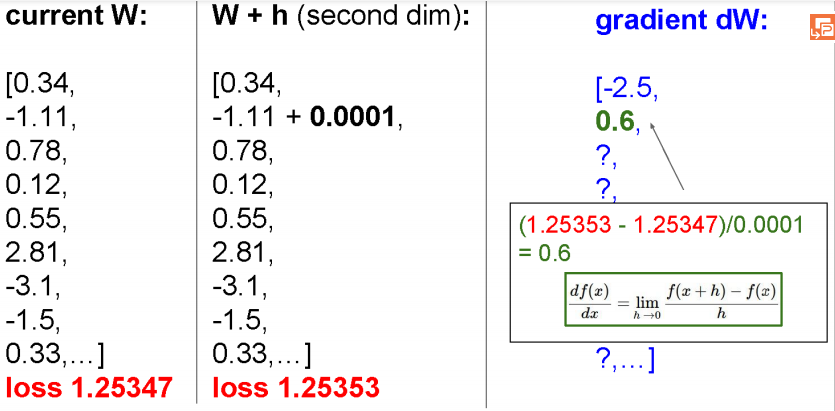 current W:
[0.34,
-1.11,
0.78,
0.12,
0.55,
2.81,
-3.1,
-1.5,
0.33,...]
loss 1.25347
W + h (second dim):
[0.34,
-1.11 + 0.0001,
0.78,
0.12,
0.55,
2.81,
-3.1,
-1.5,
0.33,...]
loss 1.25353
gradient dW:
[-2.5,
0.6,
?,
?,
(1.25353 - 1.25347)/0.0001
= 0.6
df(x)/dx = lim h→0 f(x + h) − f(x)/h
?,...]